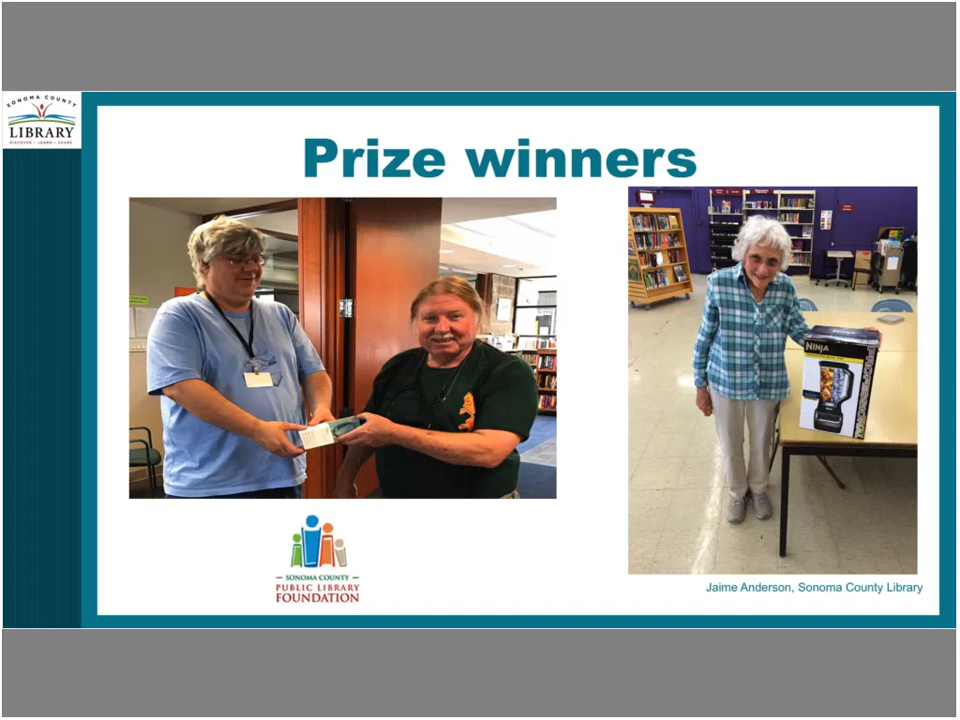 SONOMA COUNTY
LIBRARY
DISCOVER • LEARN • SHARE
Prize winners
NINJA
SONOMA COUNTY
PUBLIC LIBRARY
FOUNDATION
Jaime Anderson, Sonoma County Library